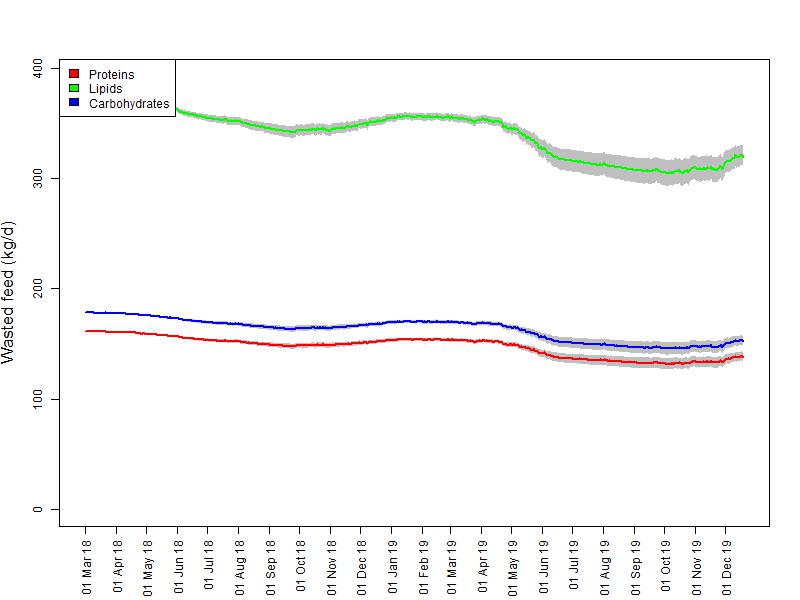 Proteins
Lipids
Carbohydrates
Wasted feed (kg/d)
400
300
200
100
0
01 Mar 18
01 Apr 18
01 May 18
01 Jun 18
01 Jul 18
01 Aug 18
01 Sep 18
01 Oct 18
01 Nov 18
01 Dec 18
01 Jan 19
01 Feb 19
01 Mar 19
01 Apr 19
01 May 19
01 Jun 19
01 Jul 19
01 Aug 19
01 Sep 19
01 Oct 19
01 Nov 19
01 Dec 19